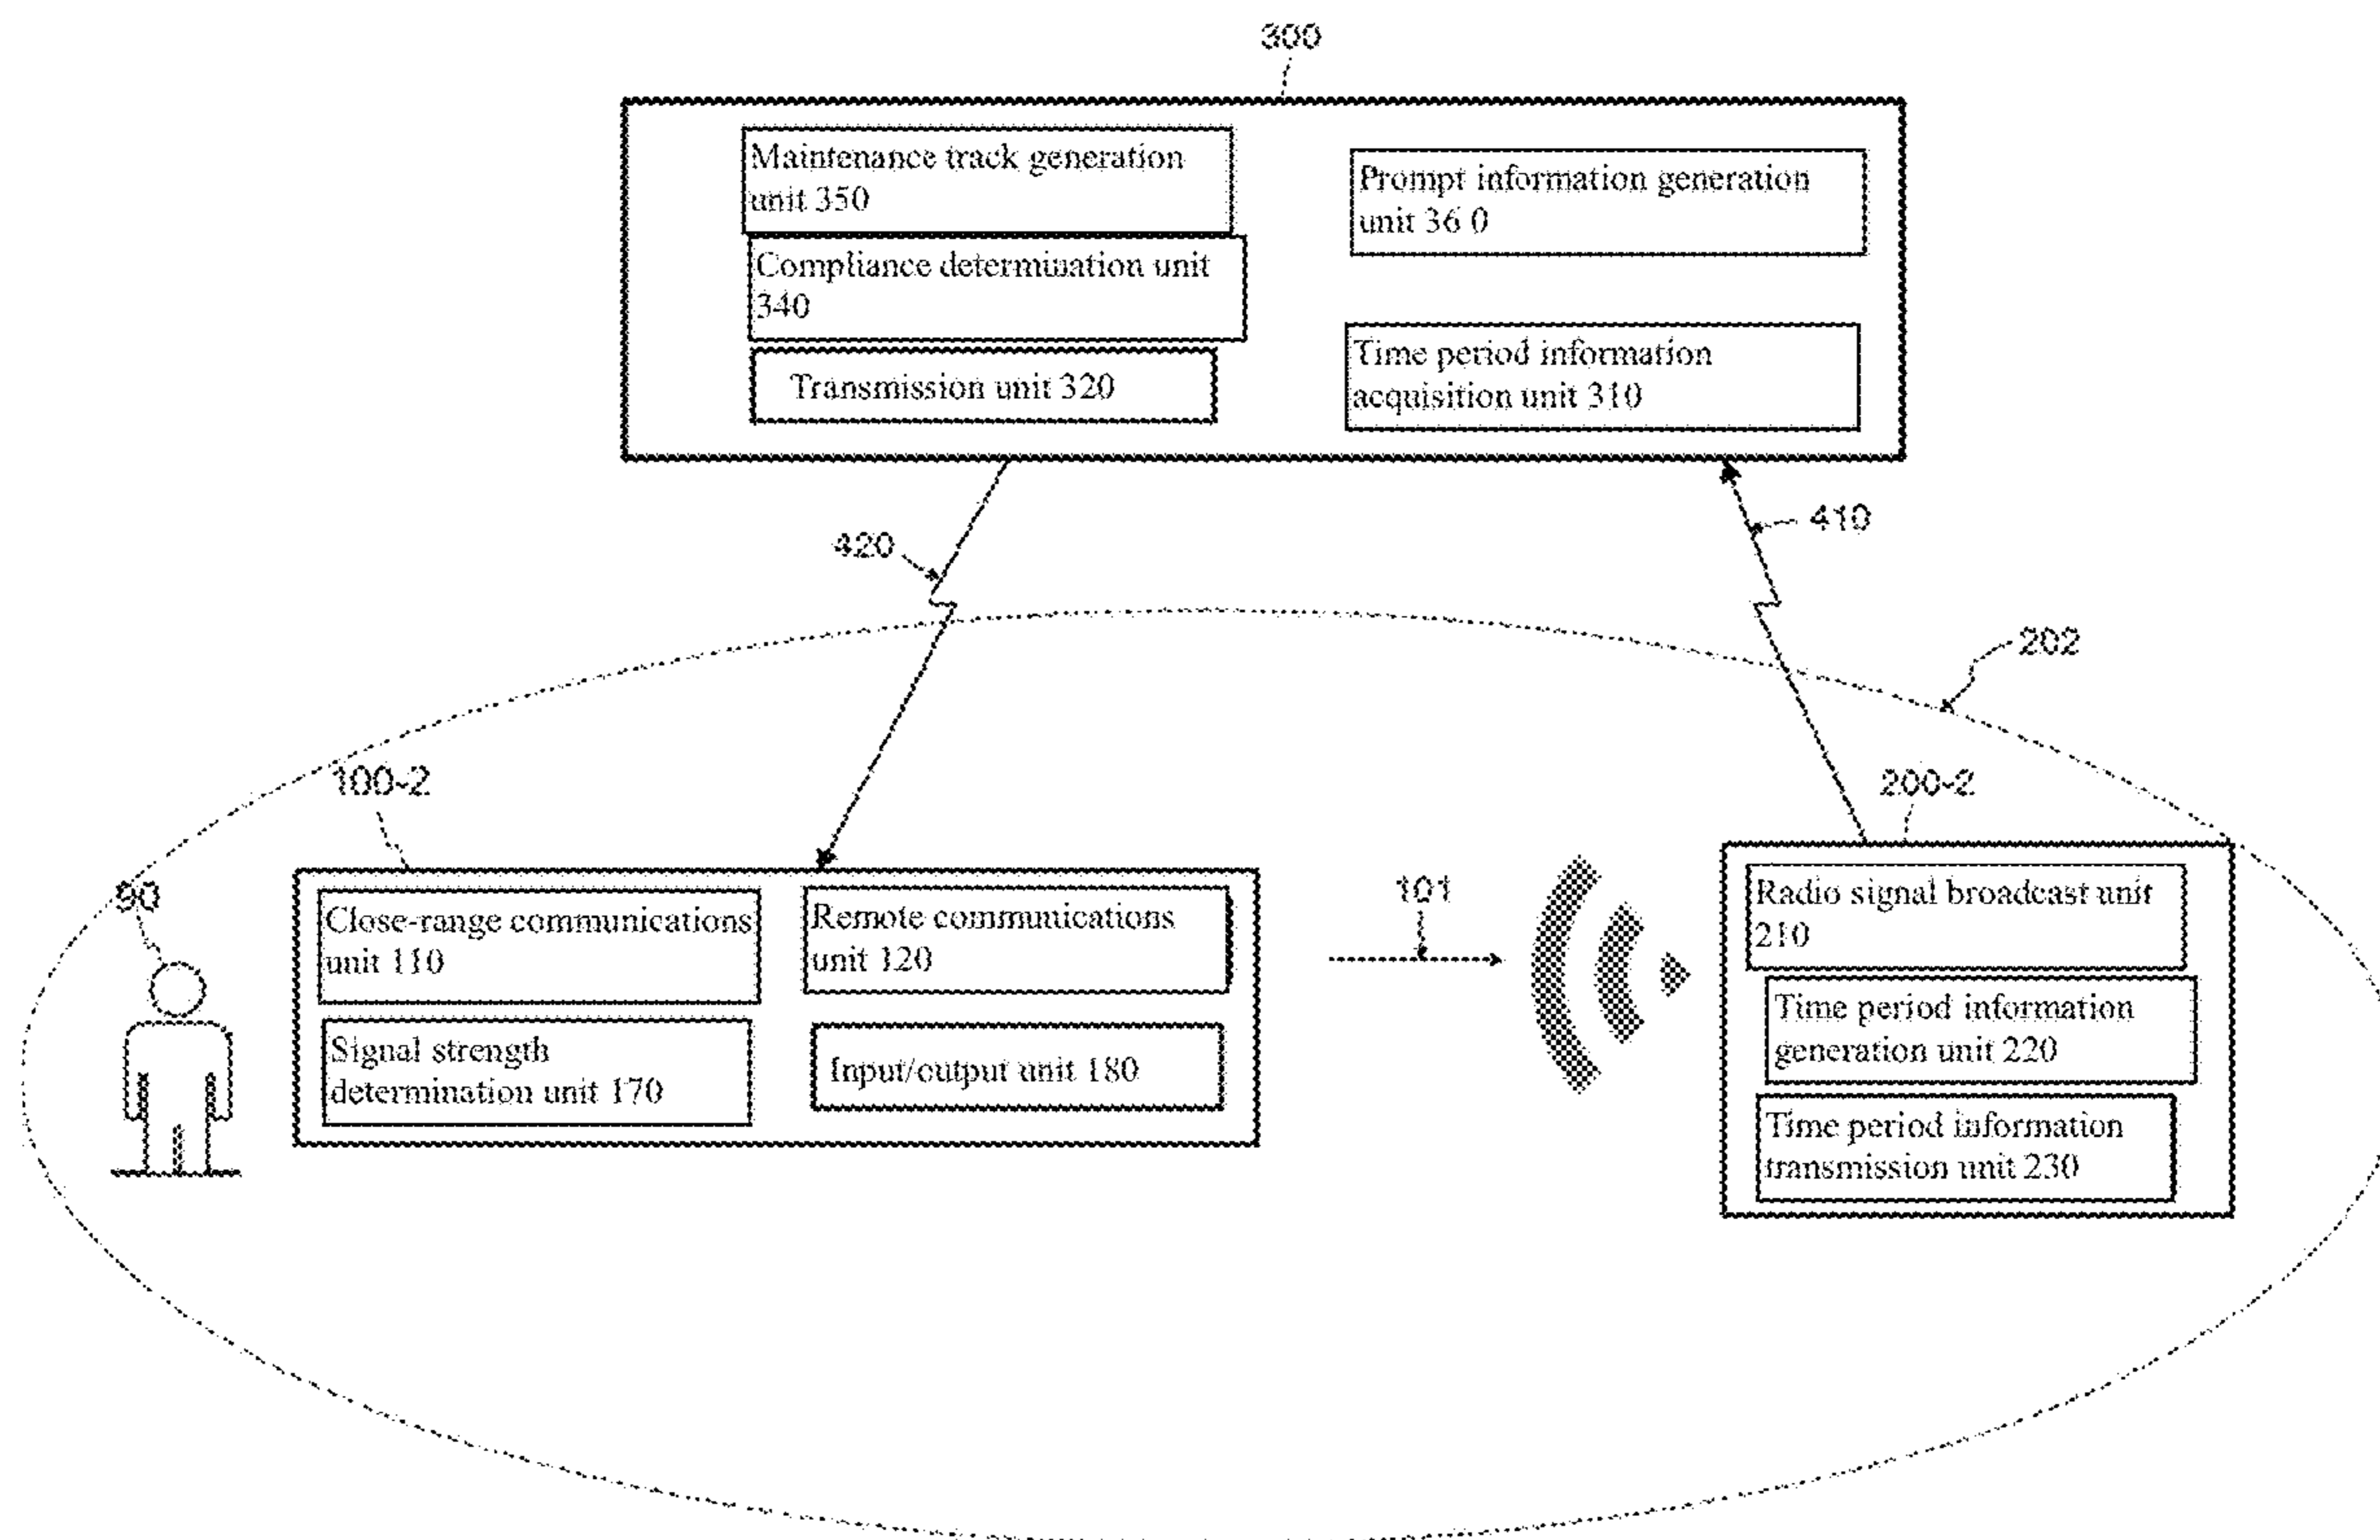 300
Maintenance track generation
unit 350
Prompt information generation
unit 36 0
Compliance determination unit
340
Time period information
acquisition unit 310
Transmission unit 320
420
410
202
100-2
200-2
90
Close-range communications
unit 110
Remote communications
unit 120
101
Radio signal broadcast unit
210
Signal strength
determination unit 170
Input/output unit 180
Time period information
generation unit 220
Time period information
transmission unit 230